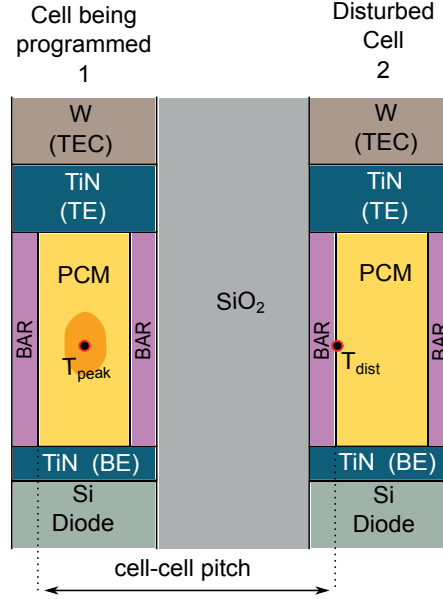 Cell being
programmed
1
Disturbed
Cell
2
W
(TEC)
W
(TEC)
TiN
(TE)
TiN
(TE)
PCM
PCM
BAR
BAR
BAR
BAR
SiO2
Tpeak
Tdist
TiN (BE)
TiN (BE)
Si
Diode
Si
Diode
cell-cell pitch